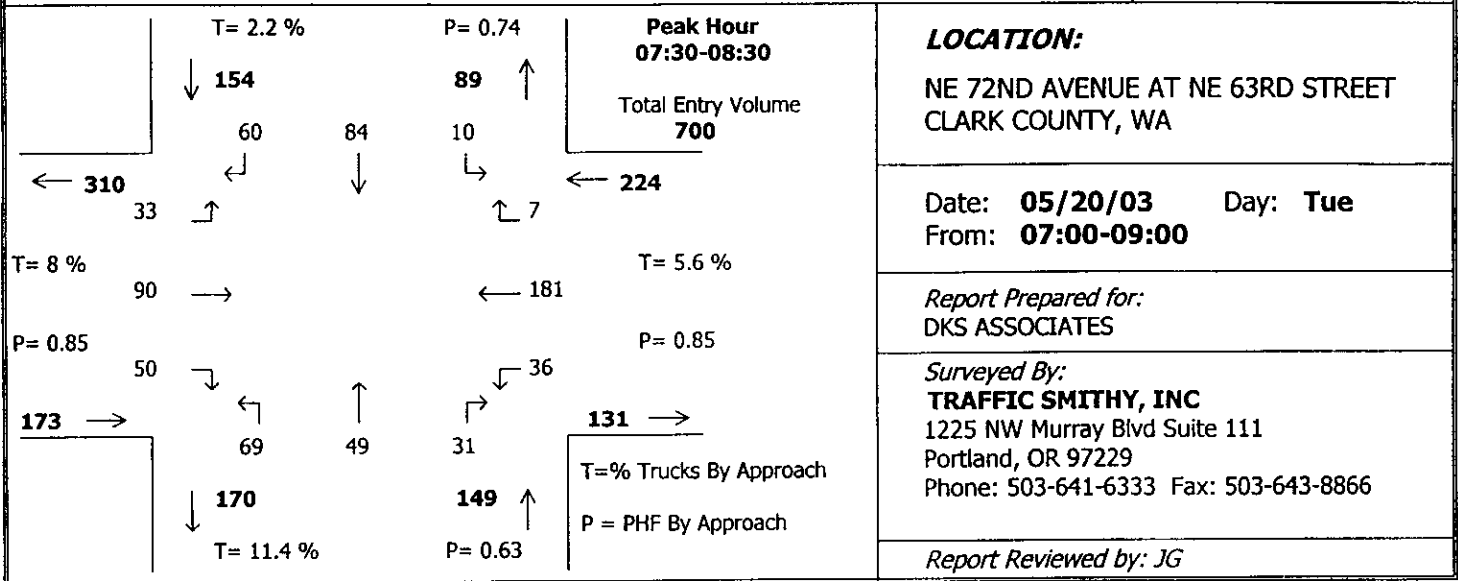 T= 2.2 % P= 0.74
154 89
60 84 10
Peak Hour
07:30-08:30
Total Entry Volume
700
310 224
33 7
T= 8 % T= 5.6 %
90 181
P= 0.85 P= 0.85
50 36
173 131
69 49 31
170 149
T= 11.4 % P= 0.63
T=% Trucks By Approach
P = PHF By Approach
LOCATION:
NE 72ND AVENUE AT NE 63RD STREET
CLARK COUNTY, WA
Date: 05/20/03 Day: Tue
From: 07:00-09:00
Report Prepared for:
DKS ASSOCIATES
Surveyed By:
TRAFFIC SMITHY, INC
1225 NW Murray Blvd Suite 111
Portland, OR 97229
Phone: 503-641-6333 Fax: 503-643-8866
Report Reviewed by: JG